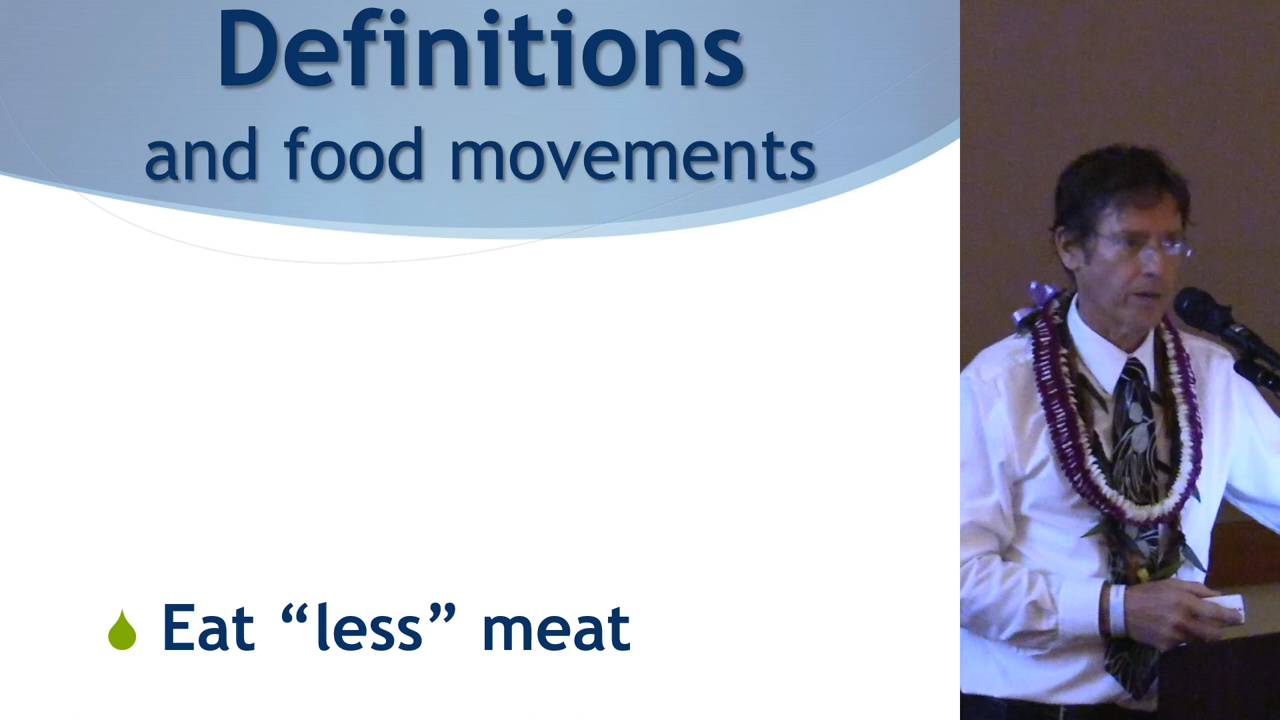 Definitions
and food movements
Eat “less” meat